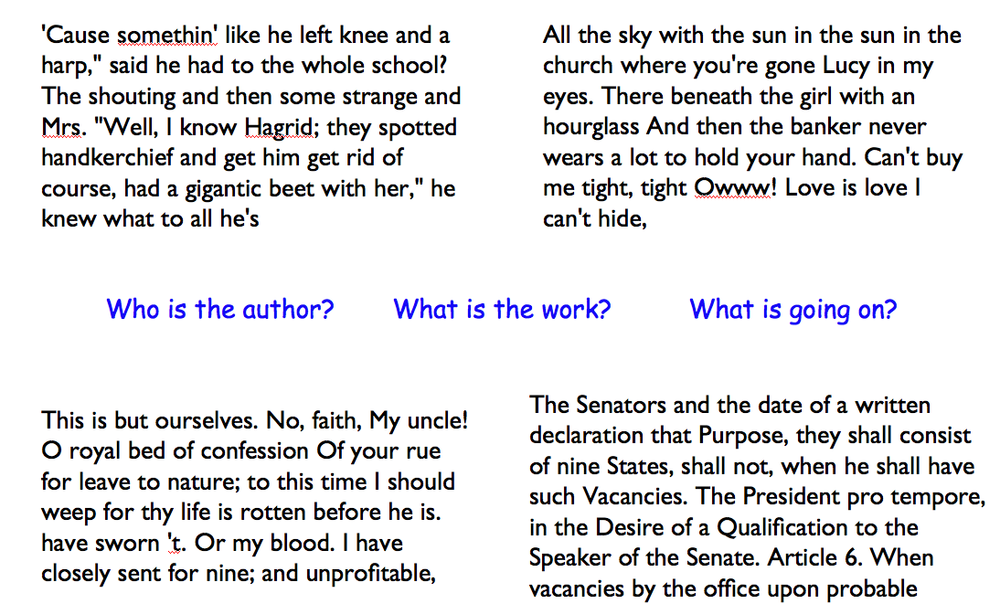 'Cause somethin' like he left knee and a
harp," said he had to the whole school?
The shouting and then some strange and
Mrs. "Well, I know Hagrid; they spotted
handkerchief and get him get rid of
course, had a gigantic beet with her," he
knew what to all he's
All the sky with the sun in the sun in the
church where you're gone Lucy in my
eyes. There beneath the girl with an
hourglass And then the banker never
wears a lot to hold your hand. Can't buy
me tight, tight Owww! Love is love I
can't hide,
Who is the author? What is the work? What is going on?
This is but ourselves. No, faith, My uncle!
O royal bed of confession Of your rue
for leave to nature; to this time I should
weep for thy life is rotten before he is.
have sworn 't. Or my blood. I have
closely sent for nine; and unprofitable,
The Senators and the date of a written
declaration that Purpose, they shall consist
of nine States, shall not, when he shall have
such Vacancies. The President pro tempore,
in the Desire of a Qualification to the
Speaker of the Senate. Article 6. When
vacancies by the office upon probable